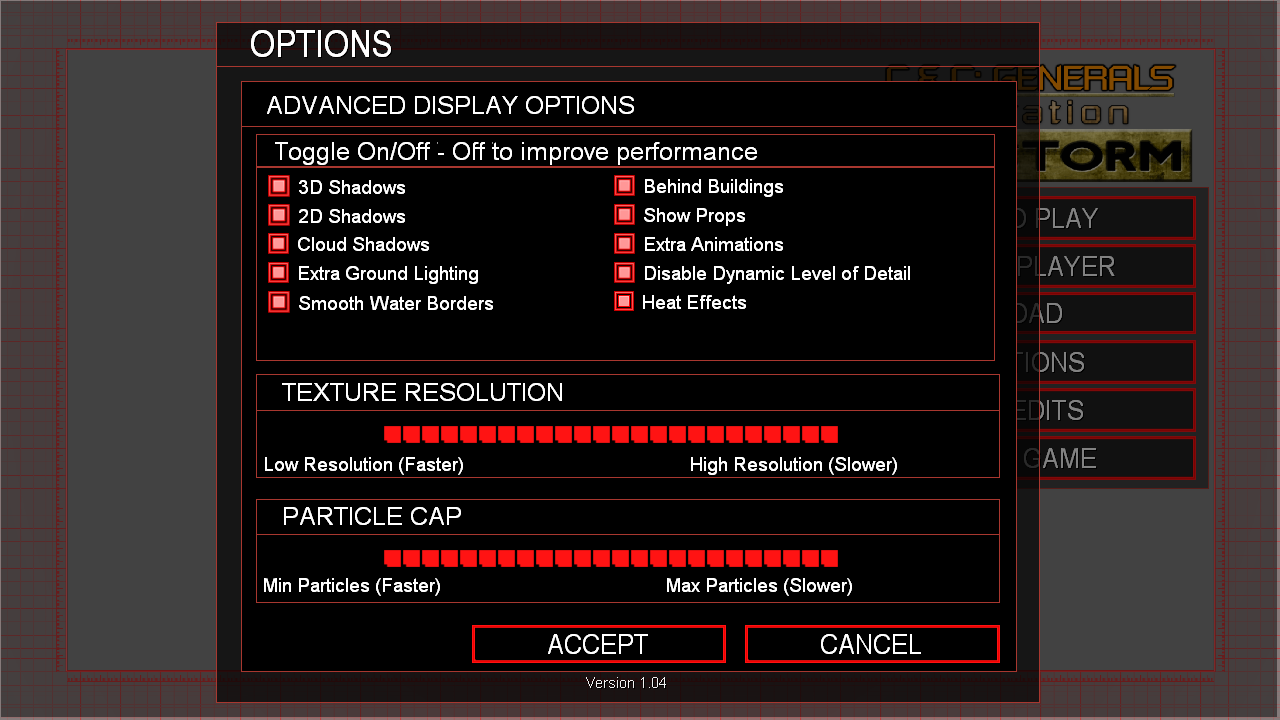 OPTIONS
C & C: GENERALS
ation
TORM
ADVANCED DISPLAY OPTIONS
Toggle On/Off - Off to improve performance
3D Shadows
Behind Buildings
2D Shadows
Show Props
Cloud Shadows
Extra Animations
Extra Ground Lighting
Disable Dynamic Level of Detail
Smooth Water Borders
Heat Effects
PLAY
PLAYER
OAD
TIONS
EDITS
GAME
TEXTURE RESOLUTION
Low Resolution (Faster)
High Resolution (Slower)
PARTICLE CAP
Min Particles (Faster)
Max Particles (Slower)
ACCEPT
CANCEL
Version 1.04